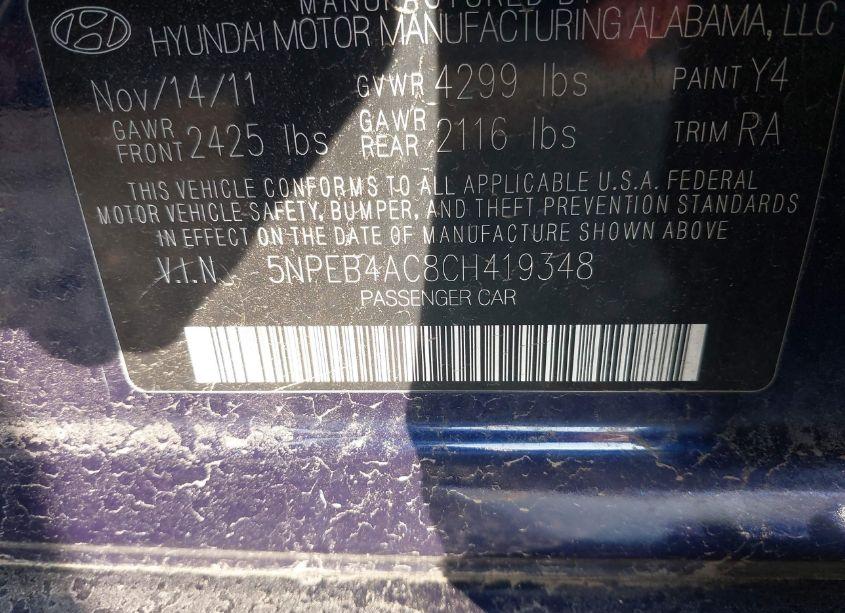 MANUFACTURED BY
HYUNDAI MOTOR MANUFACTURING ALABAMA, LLC
Nov/14/11 GVWR 4299 lbs PAINT Y4
GAWR FRONT 2425 lbs GAWR REAR 2116 lbs TRIM RA
THIS VEHICLE CONFORMS TO ALL APPLICABLE U.S.A. FEDERAL
MOTOR VEHICLE SAFETY, BUMPER, AND THEFT PREVENTION STANDARDS
IN EFFECT ON THE DATE OF MANUFACTURE SHOWN ABOVE
V.I.N. 5NPEB4AC8CH419348
PASSENGER CAR